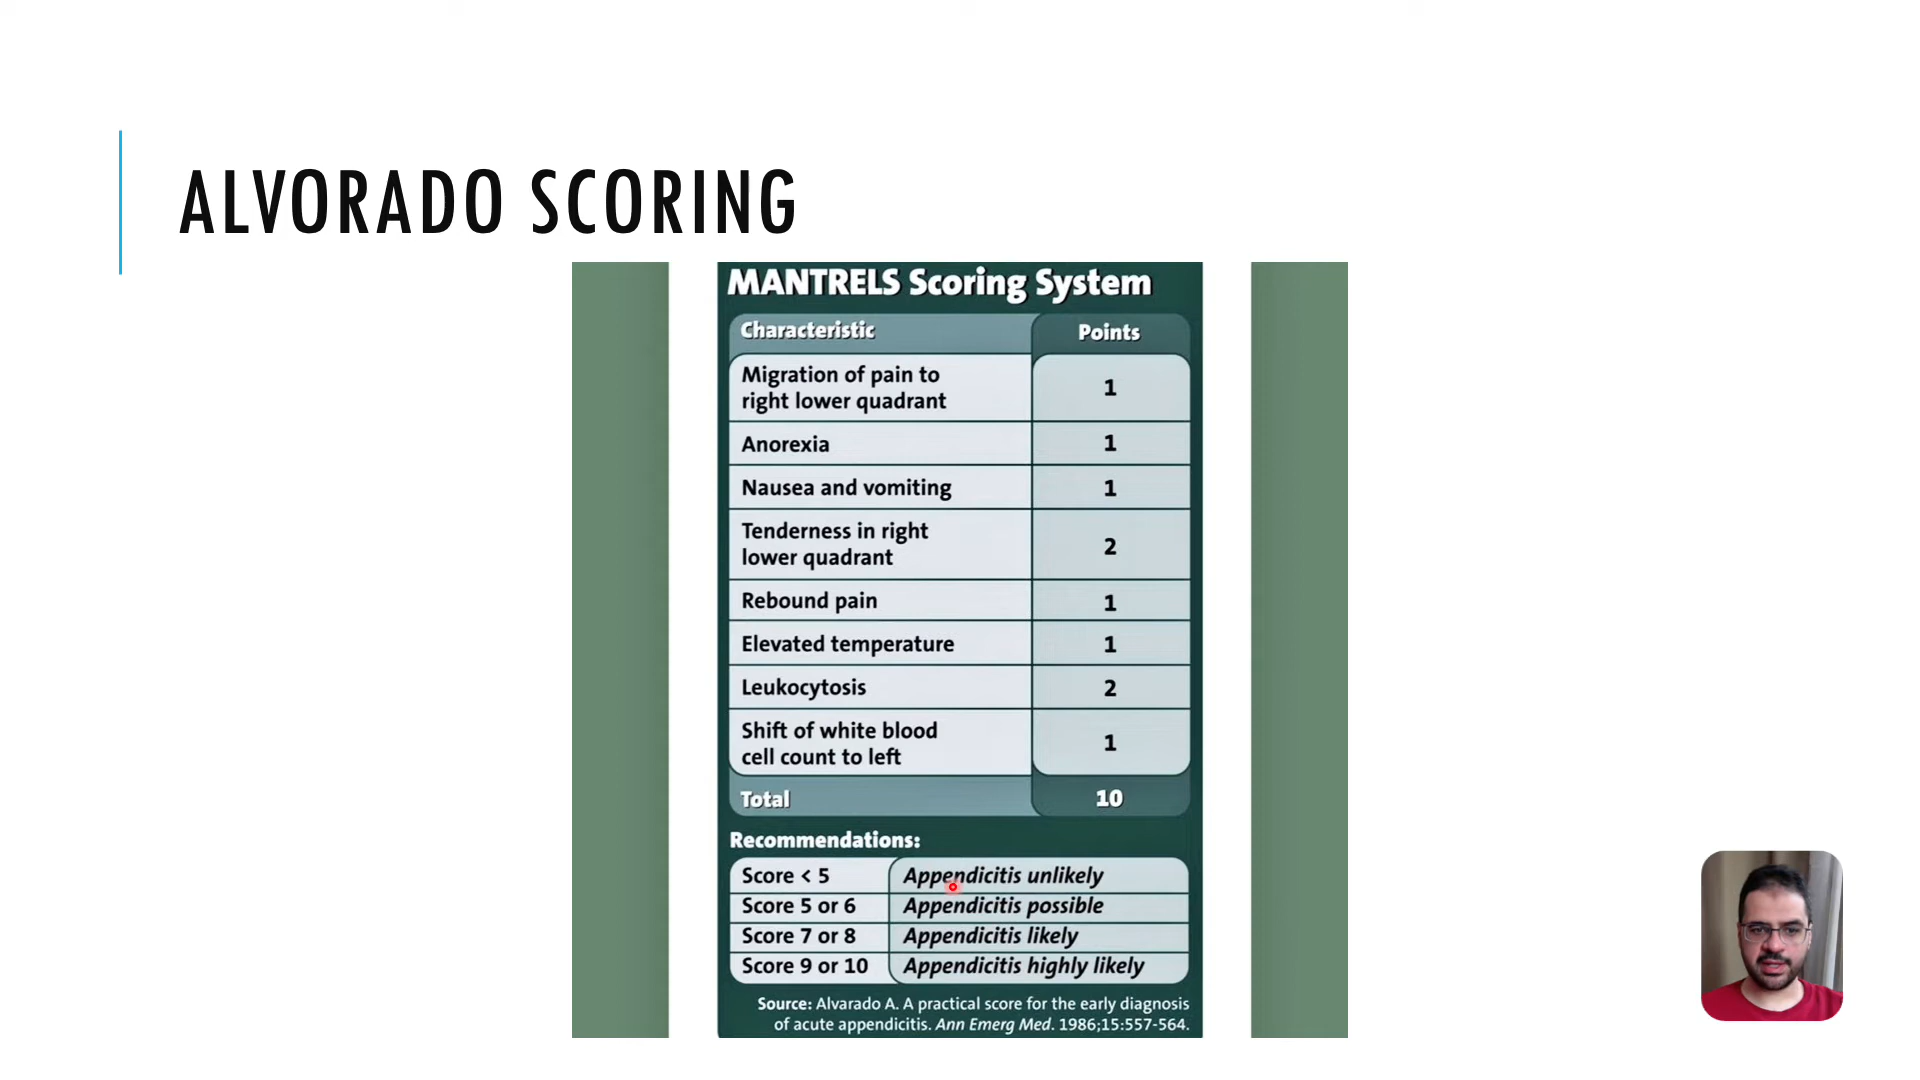 ALVORADO SCORING
MANTRELS Scoring System
Characteristic Points
Migration of pain to
right lower quadrant 1
Anorexia 1
Nausea and vomiting 1
Tenderness in right
lower quadrant 2
Rebound pain 1
Elevated temperature 1
Leukocytosis 2
Shift of white blood
cell count to left 1
Total 10
Recommendations:
Score < 5 Appendicitis unlikely
Score 5 or 6 Appendicitis possible
Score 7 or 8 Appendicitis likely
Score 9 or 10 Appendicitis highly likely
Source: Alvarado A. A practical score for the early diagnosis
of acute appendicitis. Ann Emerg Med. 1986;15:557-564.